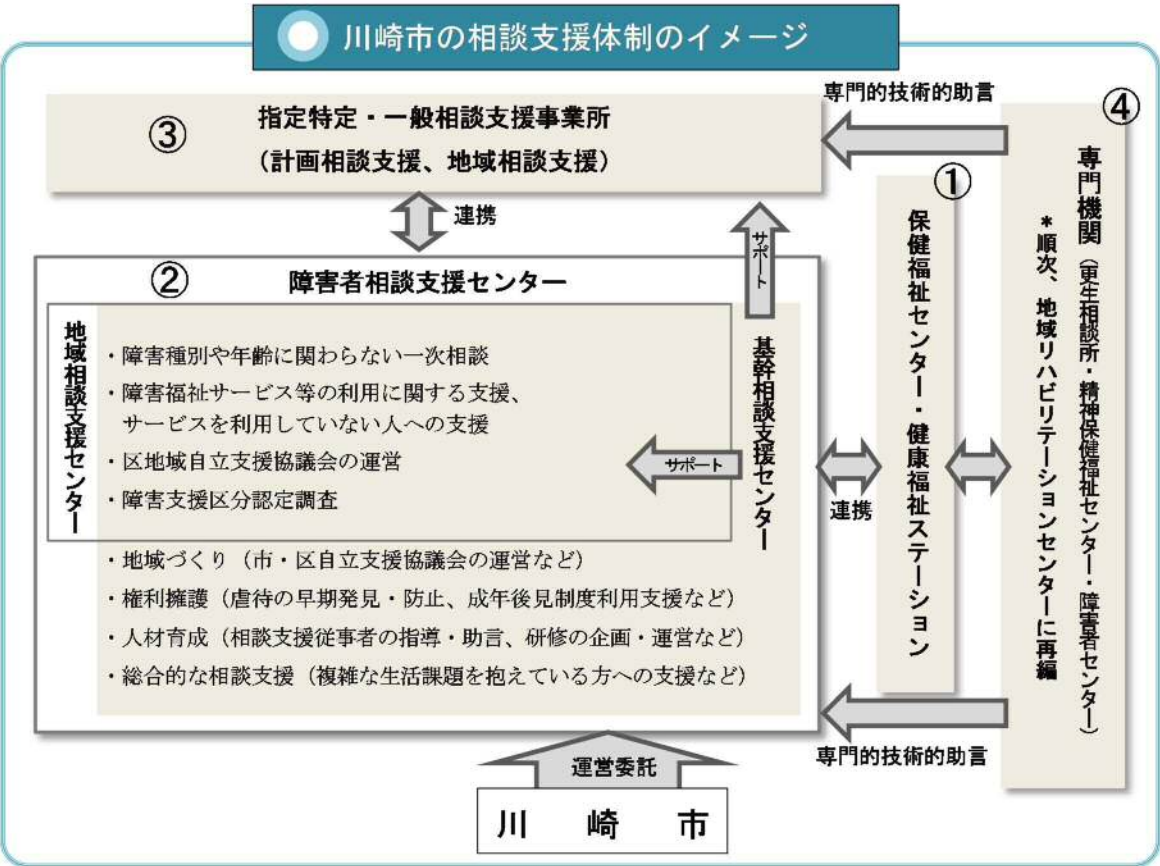 川崎市の相談支援体制のイメージ
専門的技術的助言
③
指定特定・一般相談支援事業所
（計画相談支援、地域相談支援）
④
専門機関（更生相談所・精神保健福祉センター・障害者センター）
＊順次、地域リハビリテーションセンターに再編
①
保健福祉センター・健康福祉ステーション
連携
サポート
②
障害者相談支援センター
地域相談支援センター
・障害種別や年齢に関わらない一次相談
・障害福祉サービス等の利用に関する支援、
サービスを利用していない人への支援
・区地域自立支援協議会の運営
・障害支援区分認定調査
サポート
基幹相談支援センター
連携
・地域づくり（市・区自立支援協議会の運営など）
・権利擁護（虐待の早期発見・防止、成年後見制度利用支援など）
・人材育成（相談支援従事者の指導・助言、研修の企画・運営など）
・総合的な相談支援（複雑な生活課題を抱えている方への支援など）
専門的技術的助言
運営委託
川崎市